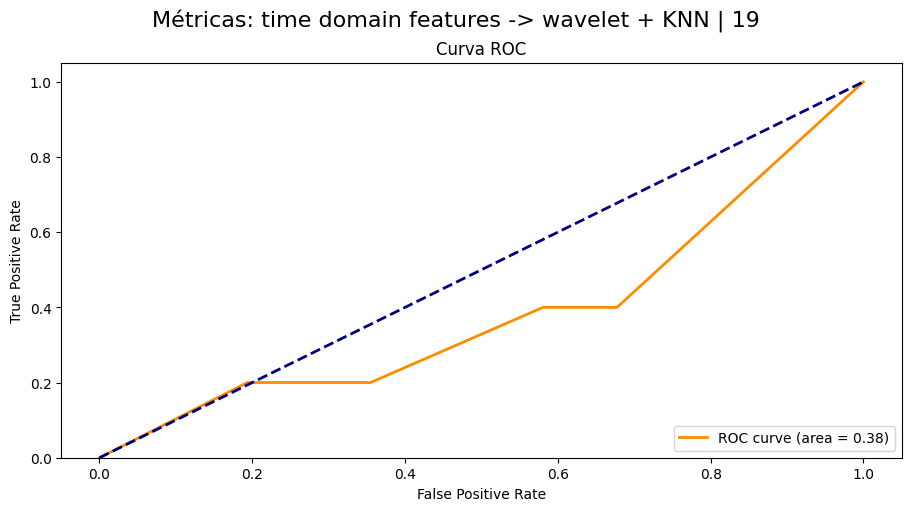 Métricas: time domain features -> wavelet + KNN | 19
Curva ROC
1.0
0.8
0.6
0.4
0.2
0.0
True Positive Rate
0.0 0.2 0.4 0.6 0.8 1.0
False Positive Rate
ROC curve (area = 0.38)